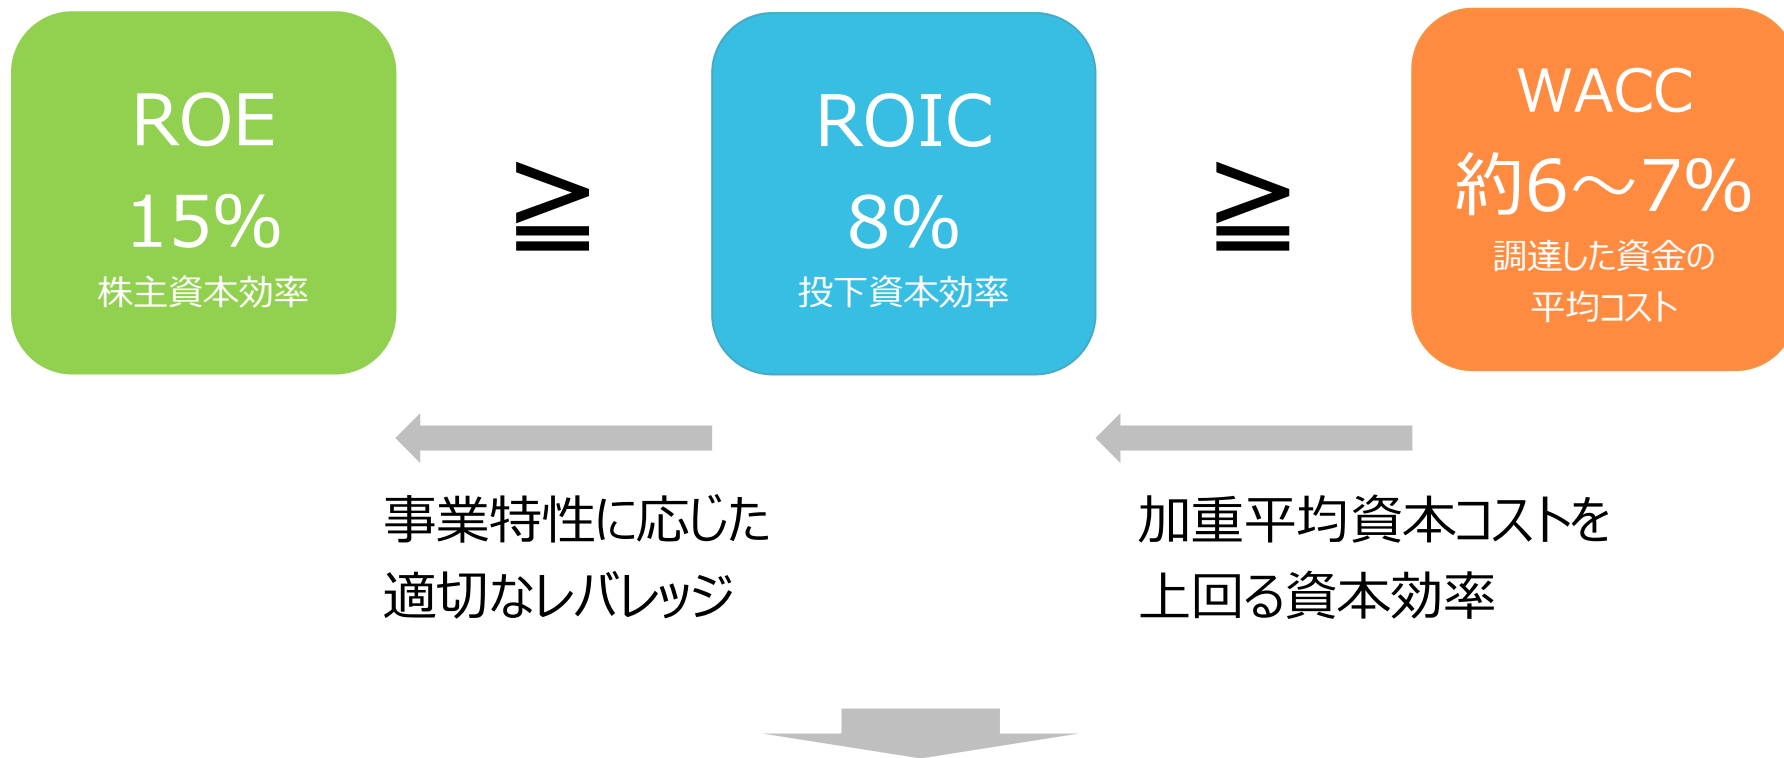 ROE
15%
株主資本効率
≧
ROIC
8%
投下資本効率
≧
WACC
約6～7%
調達した資金の
平均コスト
事業特性に応じた
適切なレバレッジ
加重平均資本コストを
上回る資本効率